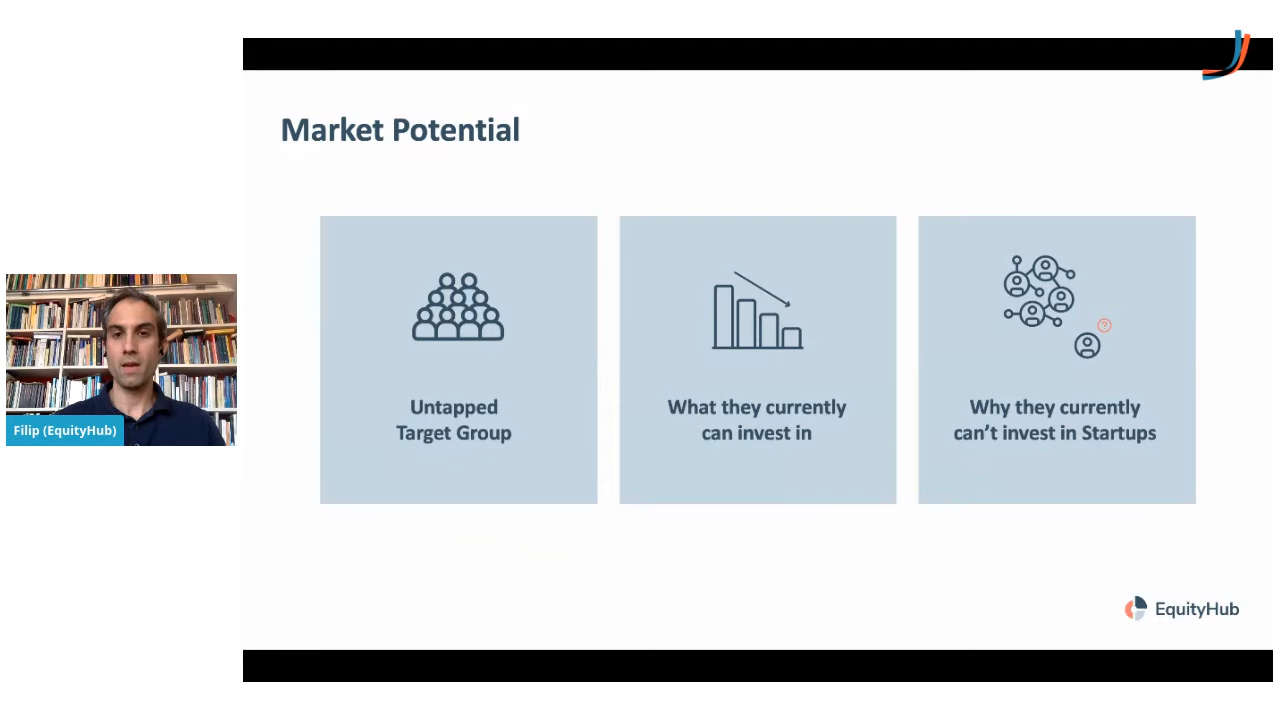 Market Potential
Untapped
Target Group
What they currently
can invest in
?
Why they currently
can’t invest in Startups
Filip (EquityHub)
EquityHub